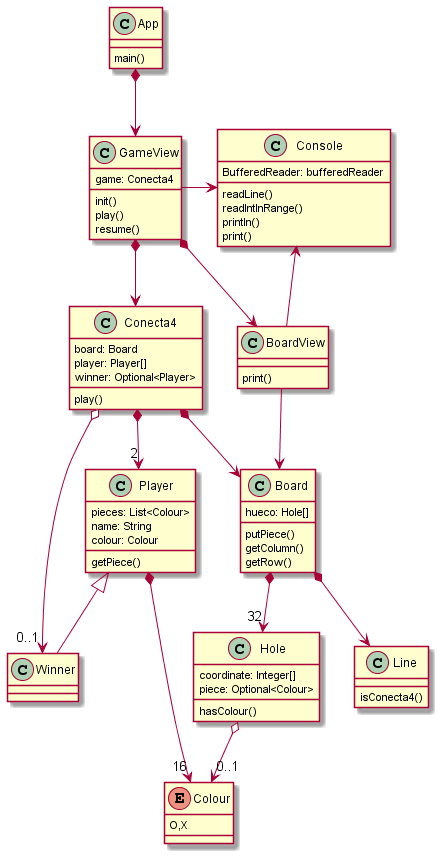 C App
main()
C GameView
game: Conecta4
init()
play()
resume()
C Console
BufferedReader: bufferedReader
readLine()
readIntInRange()
println()
print()
C Conecta4
board: Board
player: Player[]
winner: Optional<Player>
play()
C BoardView
print()
2
C Player
pieces: List<Colour>
name: String
colour: Colour
getPiece()
C Board
hueco: Hole[]
putPiece()
getColumn()
getRow()
0..1
32
C Winner
C Hole
coordinate: Integer[]
piece: Optional<Colour>
hasColour()
C Line
isConecta4()
16
0..1
E Colour
O,X